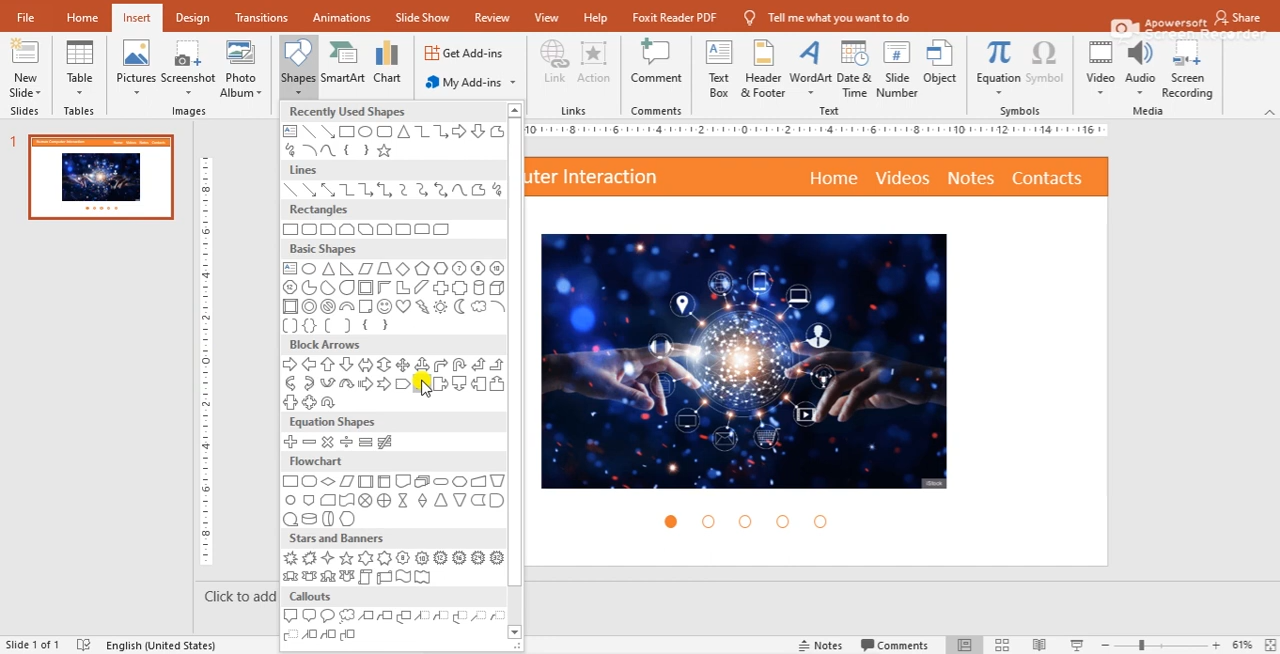 File Home Insert Design Transitions Animations Slide Show Review View Help Foxit Reader PDF Tell me what you want to do Share
Apowersoft
Screen Recorder
New Slide Table Pictures Screenshot Photo Album Shapes SmartArt Chart Get Add-ins My Add-ins Link Action Comment Text Box Header & Footer WordArt Date & Time Slide Number Object Equation Symbol Video Audio Screen Recording
Slides Tables Images Links Comments Text Symbols Media
Recently Used Shapes
Lines
Rectangles
Basic Shapes
Block Arrows
Equation Shapes
Flowchart
Stars and Banners
Callouts
1
uter Interaction Home Videos Notes Contacts
iStock
Click to add
Slide 1 of 1 English (United States) Notes Comments 61%